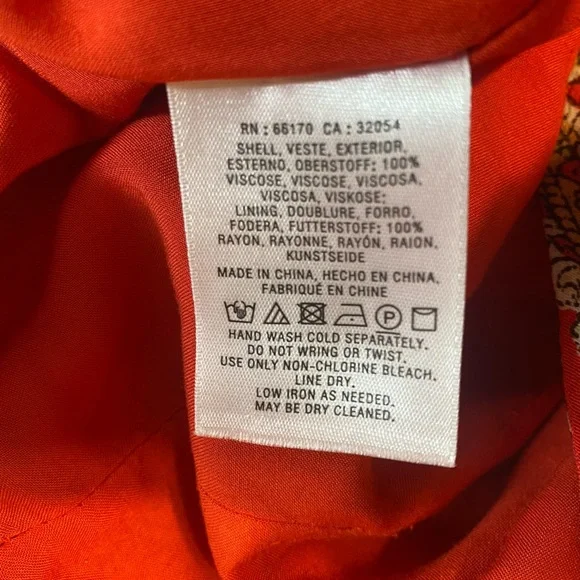 RN : 66170 CA : 32054
SHELL, VESTE, EXTERIOR,
ESTERNO, OBERSTOFF: 100%
VISCOSE, VISCOSE, VISCOSA,
VISCOSA, VISKOSE;
LINING, DOUBLURE, FORRO,
FODERA, FUTTERSTOFF: 100%
RAYON, RAYONNE, RAYÓN, RAION,
KUNSTSEIDE
MADE IN CHINA, HECHO EN CHINA,
FABRIQUÉ EN CHINE
P
HAND WASH COLD SEPARATELY.
DO NOT WRING OR TWIST.
USE ONLY NON-CHLORINE BLEACH.
LINE DRY.
LOW IRON AS NEEDED.
MAY BE DRY CLEANED.